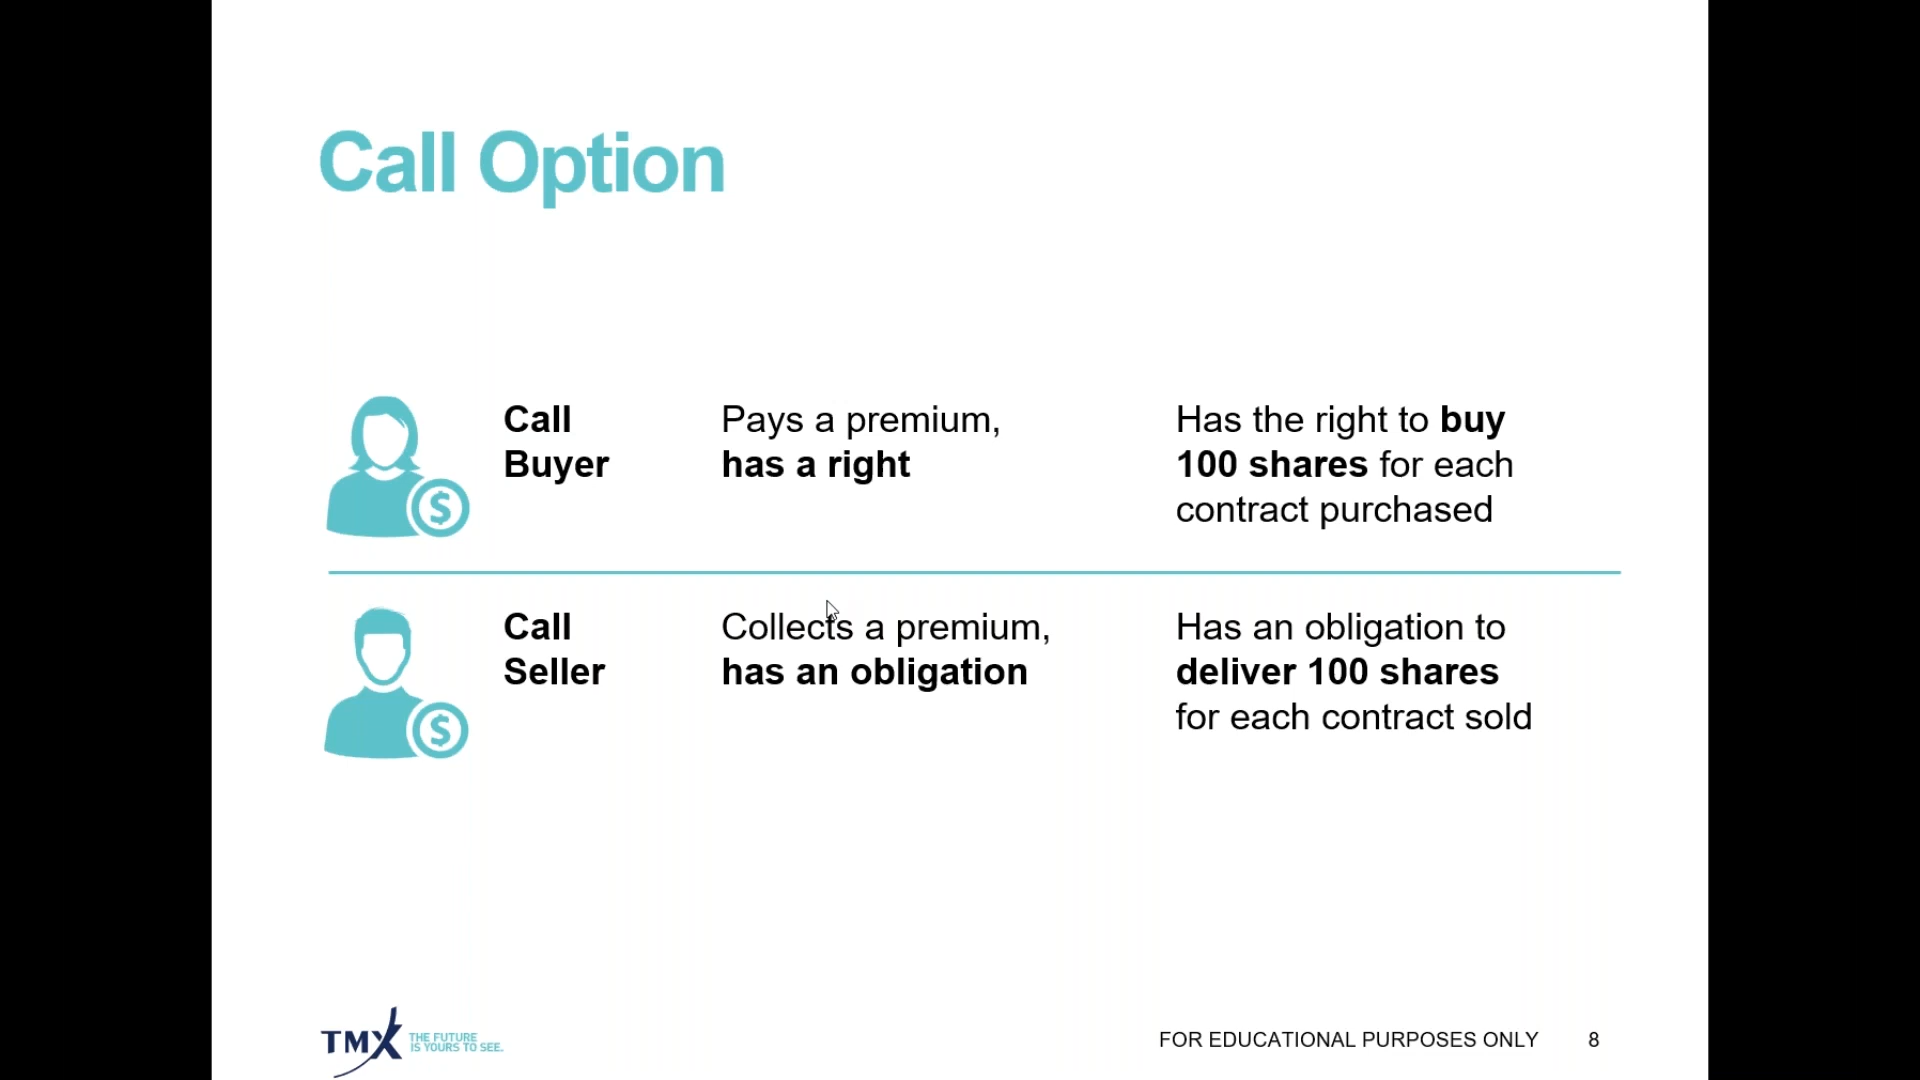 Call Option
Call
Buyer
Pays a premium,
has a right
Has the right to buy
100 shares for each
contract purchased
$
Call
Seller
Collects a premium,
has an obligation
Has an obligation to
deliver 100 shares
for each contract sold
$
TMX
THE FUTURE
IS YOURS TO SEE.
FOR EDUCATIONAL PURPOSES ONLY
8